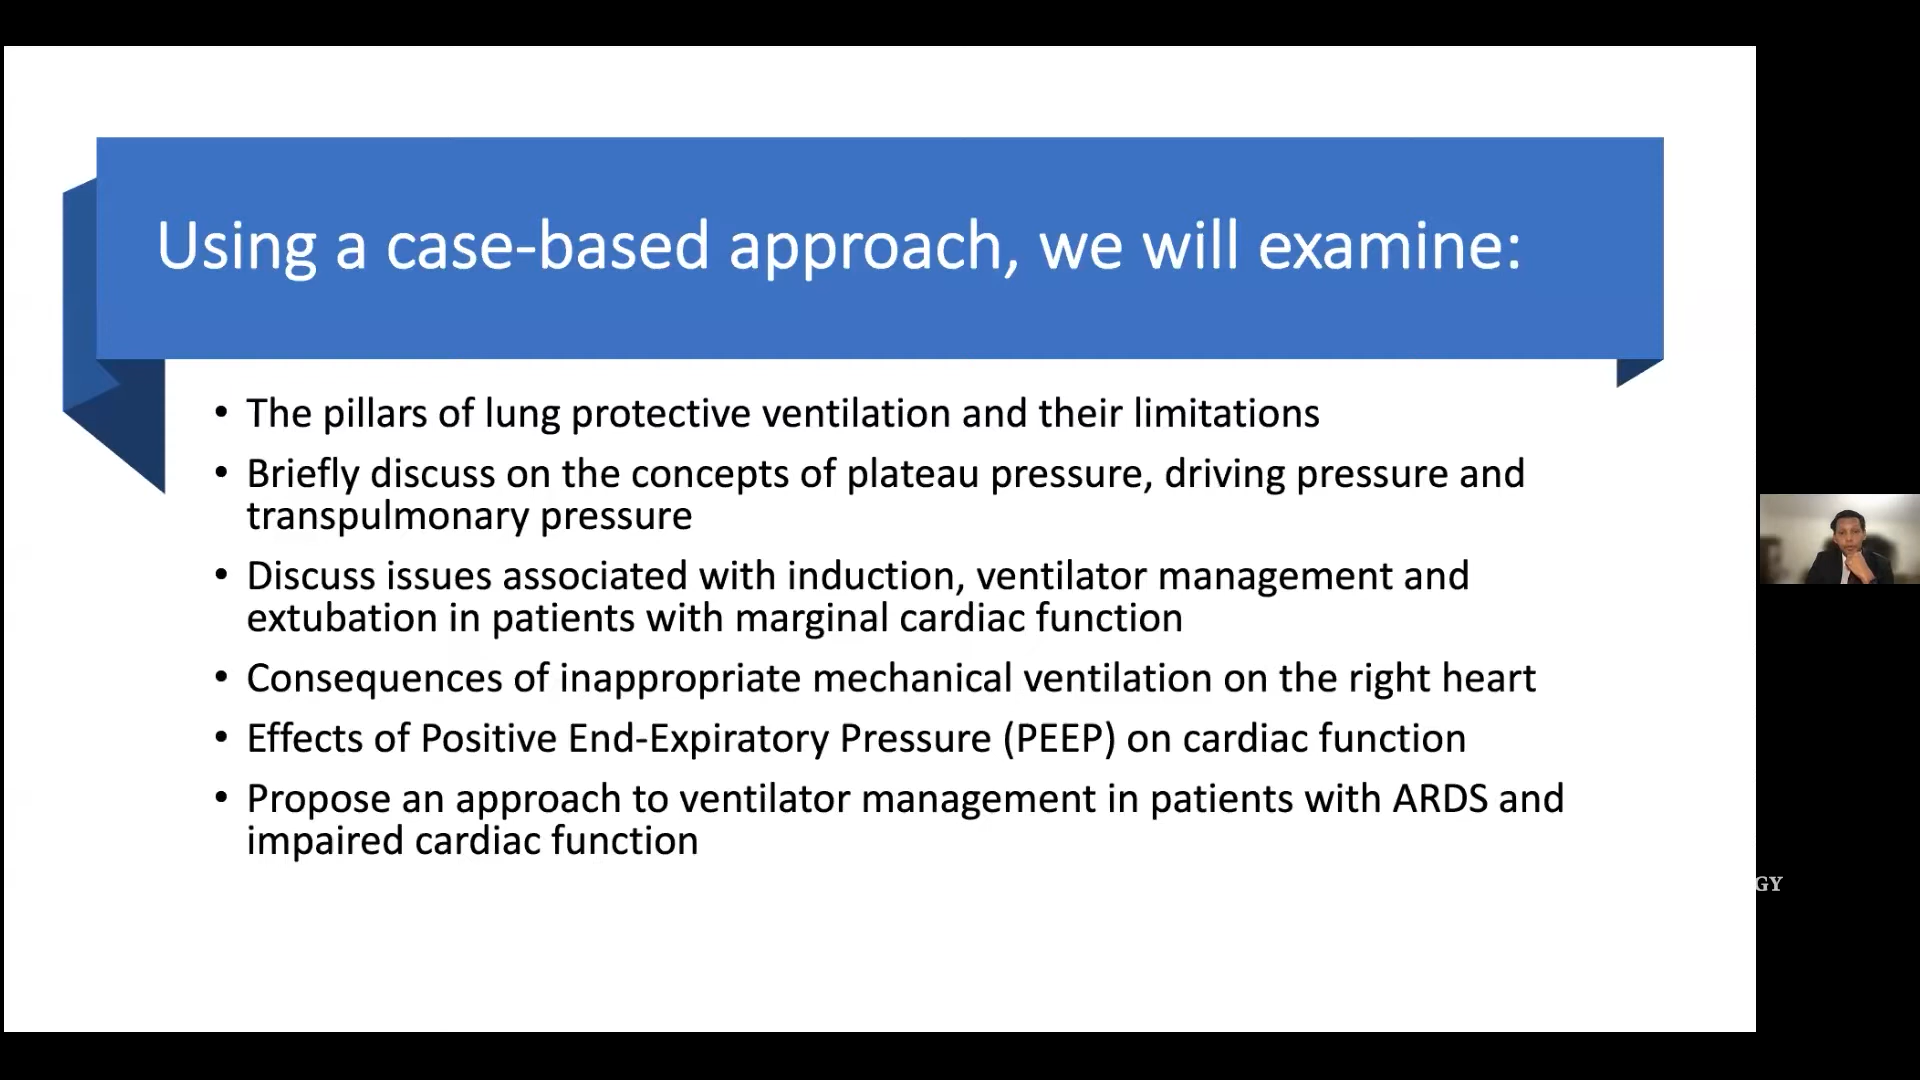 Using a case-based approach, we will examine:
• The pillars of lung protective ventilation and their limitations
• Briefly discuss on the concepts of plateau pressure, driving pressure and
transpulmonary pressure
• Discuss issues associated with induction, ventilator management and
extubation in patients with marginal cardiac function
• Consequences of inappropriate mechanical ventilation on the right heart
• Effects of Positive End-Expiratory Pressure (PEEP) on cardiac function
• Propose an approach to ventilator management in patients with ARDS and
impaired cardiac function
GY